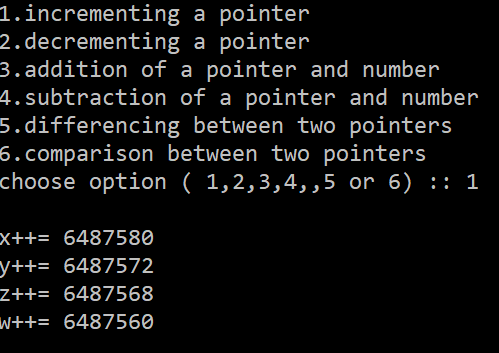 1.incrementing a pointer
2.decrementing a pointer
3.addition of a pointer and number
4.subtraction of a pointer and number
5.differencing between two pointers
6.comparison between two pointers
choose option ( 1,2,3,4,,5 or 6) :: 1
x++= 6487580
y++= 6487572
z++= 6487568
w++= 6487560